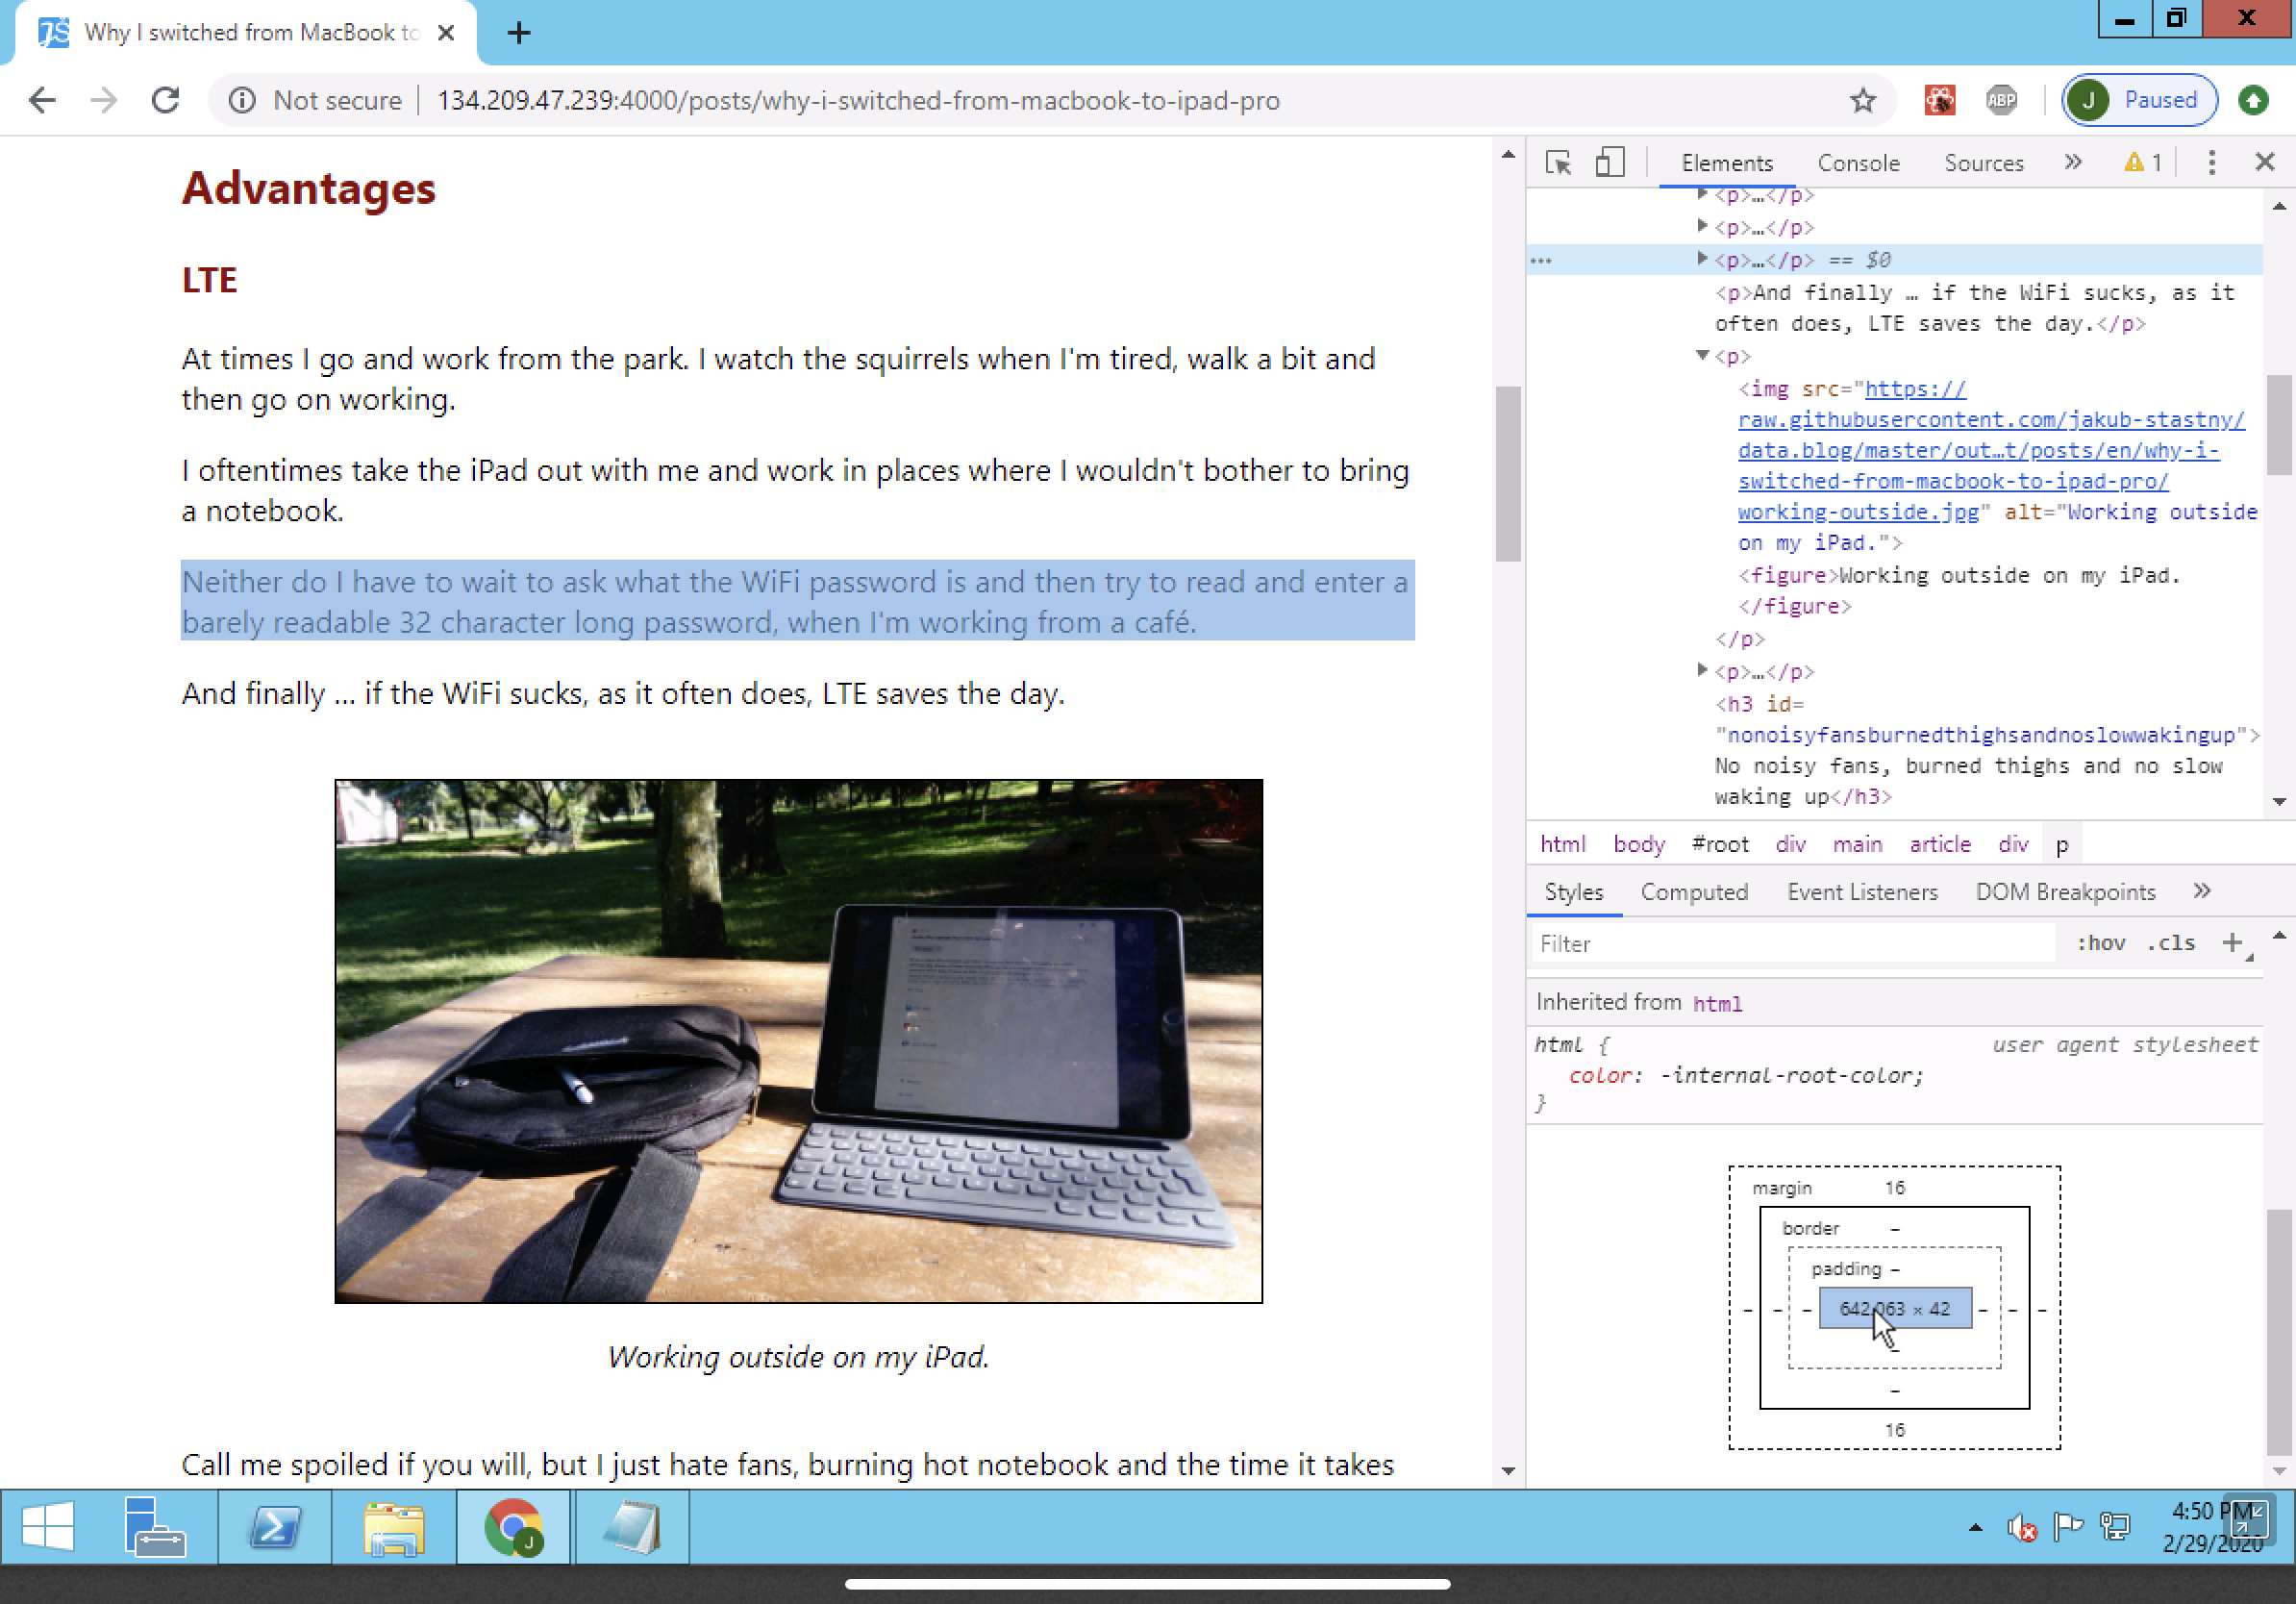 Why I switched from MacBook to
Not secure
134.209.47.239:4000/posts/why-i-switched-from-macbook-to-ipad-pro
ABP
J
Paused
Advantages
LTE
At times I go and work from the park. I watch the squirrels when I'm tired, walk a bit and
then go on working.
I oftentimes take the iPad out with me and work in places where I wouldn't bother to bring
a notebook.
Neither do I have to wait to ask what the WiFi password is and then try to read and enter a
barely readable 32 character long password, when I'm working from a café.
And finally … if the WiFi sucks, as it often does, LTE saves the day.
Working outside on my iPad.
Call me spoiled if you will, but I just hate fans, burning hot notebook and the time it takes
Elements Console Sources » 1
<p>…</p>
<p>…</p>
<p>…</p> == $0
<p>And finally … if the WiFi sucks, as it
often does, LTE saves the day.</p>
<p>
<img src="https://
raw.githubusercontent.com/jakub-stastny/
data.blog/master/out…t/posts/en/why-i-
switched-from-macbook-to-ipad-pro/
working-outside.jpg" alt="Working outside
on my iPad.">
<figure>Working outside on my iPad.
</figure>
</p>
<p>…</p>
<h3 id=
"nonoisyfansburnedthighsandnoslowwakingup">
No noisy fans, burned thighs and no slow
waking up</h3>
html body #root div main article div p
Styles Computed Event Listeners DOM Breakpoints »
Filter :hov .cls +
Inherited from html
html { user agent stylesheet
color: -internal-root-color;
}
margin 16
border -
padding -
- - - 642.063 × 42 - - -
-
-
16
J
4:50 PM
2/29/2020